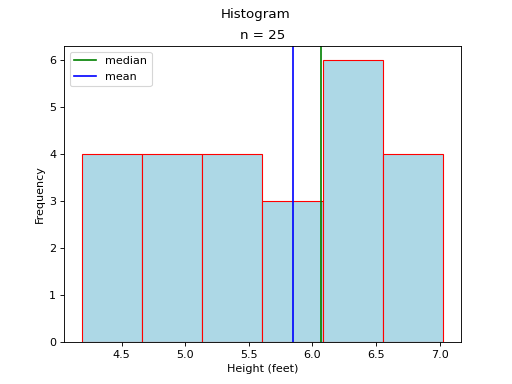 Histogram
n = 25
median
mean
6
5
4
3
2
1
0
Frequency
4.5 5.0 5.5 6.0 6.5 7.0
Height (feet)